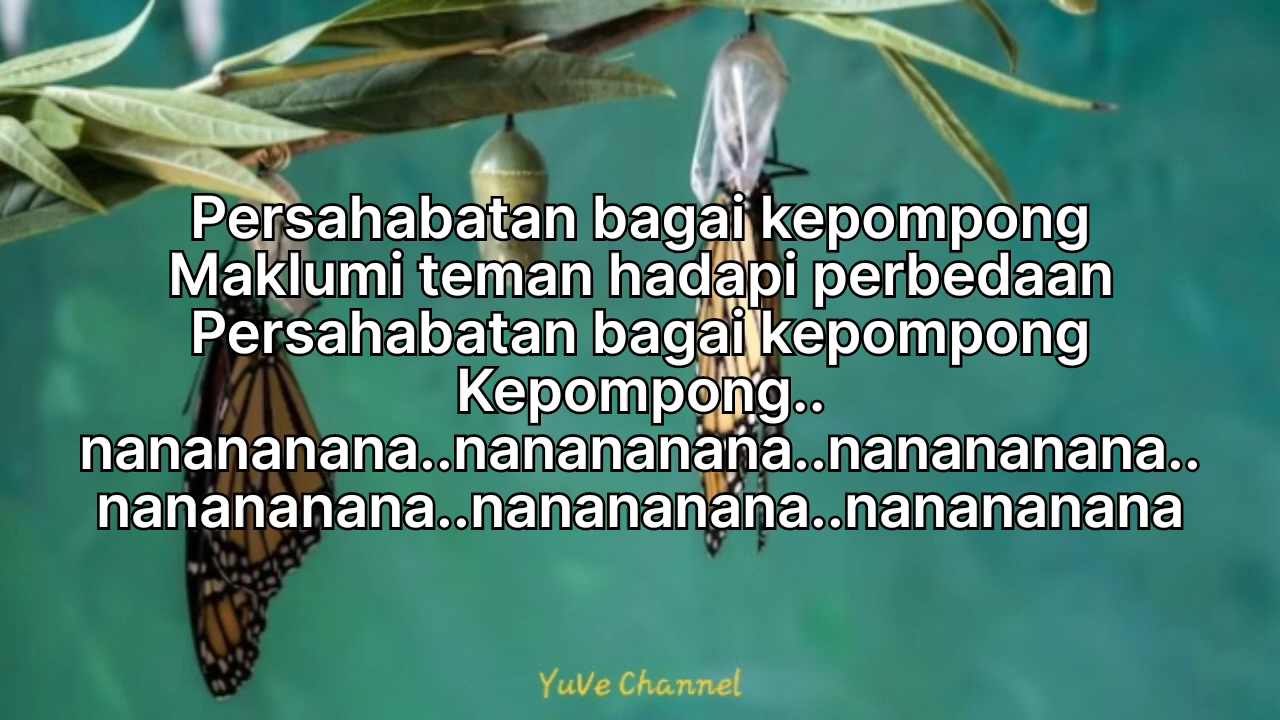 Persahabatan bagai kepompong
Maklumi teman hadapi perbedaan
Persahabatan bagai kepompong
Kepompong..
nanananana..nanananana..nanananana..
nanananana..nanananana..nanananana
YuVe Channel